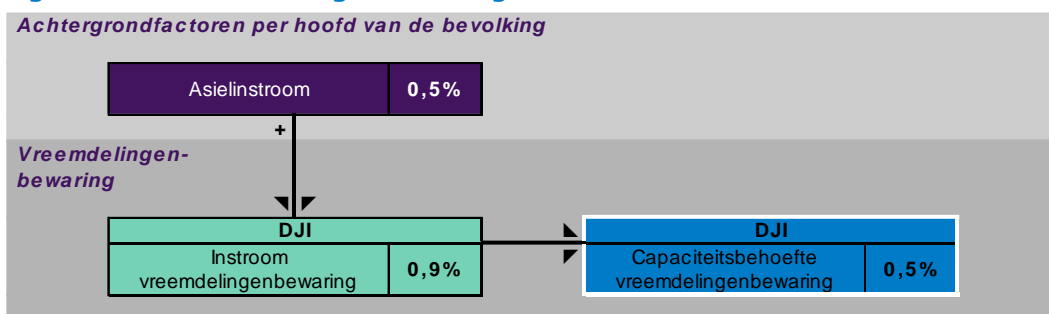 Achtergrondfactoren per hoofd van de bevolking
Asielinstroom 0,5%
+
Vreemdelingen-
bewaring
DJI
Instroom
vreemdelingenbewaring 0,9%
DJI
Capaciteitsbehoefte
vreemdelingenbewaring 0,5%